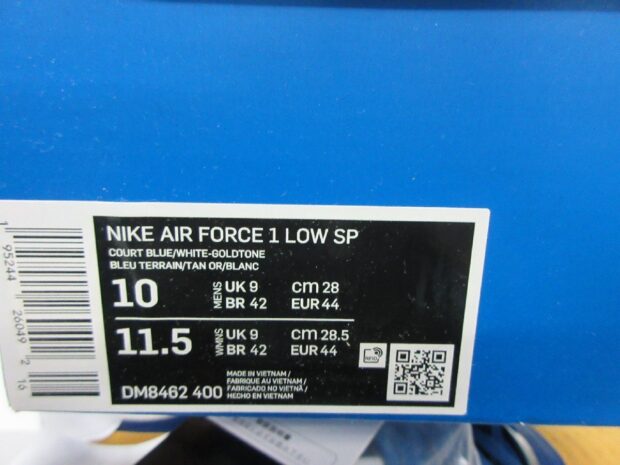 NIKE AIR FORCE 1 LOW SP
COURT BLUE/WHITE-GOLDTONE
BLEU TERRAIN/TAN OR/BLANC
10 MENS UK 9 cm 28
BR 42 EUR 44
11.5 WMNS UK 9 cm 28.5
BR 42 EUR 44
RFID
DM8462 400
MADE IN VIETNAM /
FABRIQUE AU VIETNAM /
FABRICADO NO VIETNÃ /
HECHO EN VIETNAM
1 95244 26049 2 16